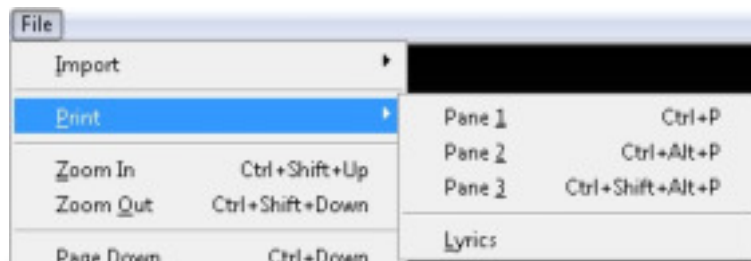 File
Import
Print
Zoom In Ctrl+Shift+Up
Zoom Out Ctrl+Shift+Down
Page Down Ctrl+Down
Pane 1 Ctrl+P
Pane 2 Ctrl+Alt+P
Pane 3 Ctrl+Shift+Alt+P
Lyrics